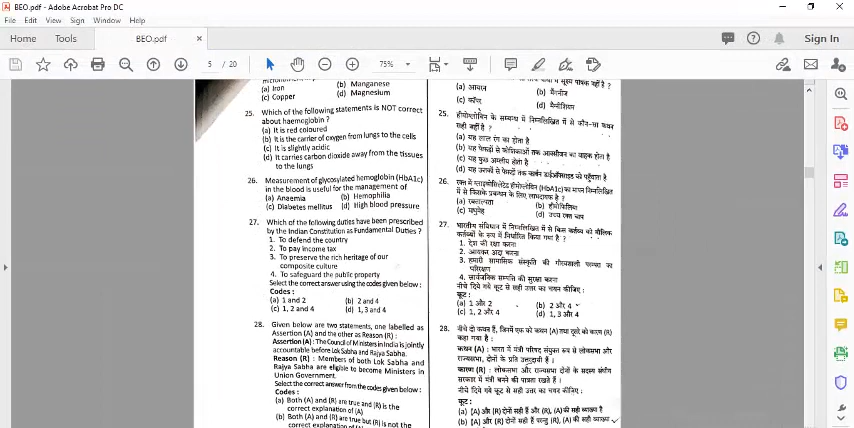 BEO.pdf - Adobe Acrobat Pro DC
File Edit View Sign Window Help
Home Tools BEO.pdf × Sign In
5 / 20 75%
(a) Iron (b) Manganese
(c) Copper (d) Magnesium
25. Which of the following statements is NOT correct
about haemoglobin ?
(a) It is red coloured
(b) It is the carrier of oxygen from lungs to the cells
(c) It is slightly acidic
(d) It carries carbon dioxide away from the tissues
to the lungs
26. Measurement of glycosylated hemoglobin (HbA1c)
in the blood is useful for the management of
(a) Anaemia (b) Hemophilia
(c) Diabetes mellitus (d) High blood pressure
27. Which of the following duties have been prescribed
by the Indian Constitution as Fundamental Duties ?
1. To defend the country
2. To pay income tax
3. To preserve the rich heritage of our
composite culture
4. To safeguard the public property
Select the correct answer using the codes given below :
Codes :
(a) 1 and 2 (b) 2 and 4
(c) 1, 2 and 4 (d) 1, 3 and 4
28. Given below are two statements, one labelled as
Assertion (A) and the other as Reason (R) :
Assertion (A) : The Council of Ministers in India is jointly
accountable before Lok Sabha and Rajya Sabha.
Reason (R) : Members of both Lok Sabha and
Rajya Sabha are eligible to become Ministers in
Union Government.
Select the correct answer from the codes given below :
Codes :
(a) Both (A) and (R) are true and (R) is the
correct explanation of (A)
(b) Both (A) and (R) are true but (R) is not the
correct explanation of (A)
(a) आयरन (b) मैंगनीज
(c) कॉपर (d) मैग्नीशियम
25. हीमोग्लोबिन के सम्बन्ध में निम्नलिखित में से कौन-सा कथन
सही नहीं है ?
(a) यह लाल रंग का होता है
(b) यह फेफड़ों से कोशिकाओं तक आक्सीजन का वाहक होता है
(c) यह कुछ अम्लीय होता है
(d) यह ऊतकों से फेफड़ों तक कार्बन डाईऑक्साइड को पहुँचाता है
26. रक्त में ग्लाइकोसिलेटेड हीमोग्लोबिन (HbA1c) का मापन निम्नलिखित
में से किसके प्रबन्धन के लिए लाभदायक है ?
(a) रक्ताल्पता (b) हीमोफिलिया
(c) मधुमेह (d) उच्च रक्त चाप
27. भारतीय संविधान में निम्नलिखित में से किन कर्तव्य को मौलिक
कर्तव्यों के रूप में निर्धारित किया गया है ?
1. देश की रक्षा करना
2. आयकर अदा करना
3. हमारी सामासिक संस्कृति की गौरवशाली परम्परा का
परिरक्षण
4. सार्वजनिक सम्पत्ति की सुरक्षा करना
नीचे दिये गये कूट से सही उत्तर का चयन कीजिए :
कूट :
(a) 1 और 2 (b) 2 और 4
(c) 1, 2 और 4 (d) 1, 3 और 4
28. नीचे दो कथन हैं, जिनमें एक को कथन (A) तथा दूसरे को कारण (R)
कहा गया है :
कथन (A) : भारत में मंत्री परिषद संयुक्त रूप से लोकसभा और
राज्यसभा, दोनों के प्रति उत्तरदायी है ।
कारण (R) : लोकसभा और राज्यसभा दोनों के सदस्य संघीय
सरकार में मंत्री बनने की पात्रता रखते हैं ।
नीचे दिये गये कूट से सही उत्तर का चयन कीजिए :
कूट :
(a) (A) और (R) दोनों सही हैं और (R), (A) की सही व्याख्या है
(b) (A) और (R) दोनों सही हैं परन्तु (R), (A) की सही व्याख्या